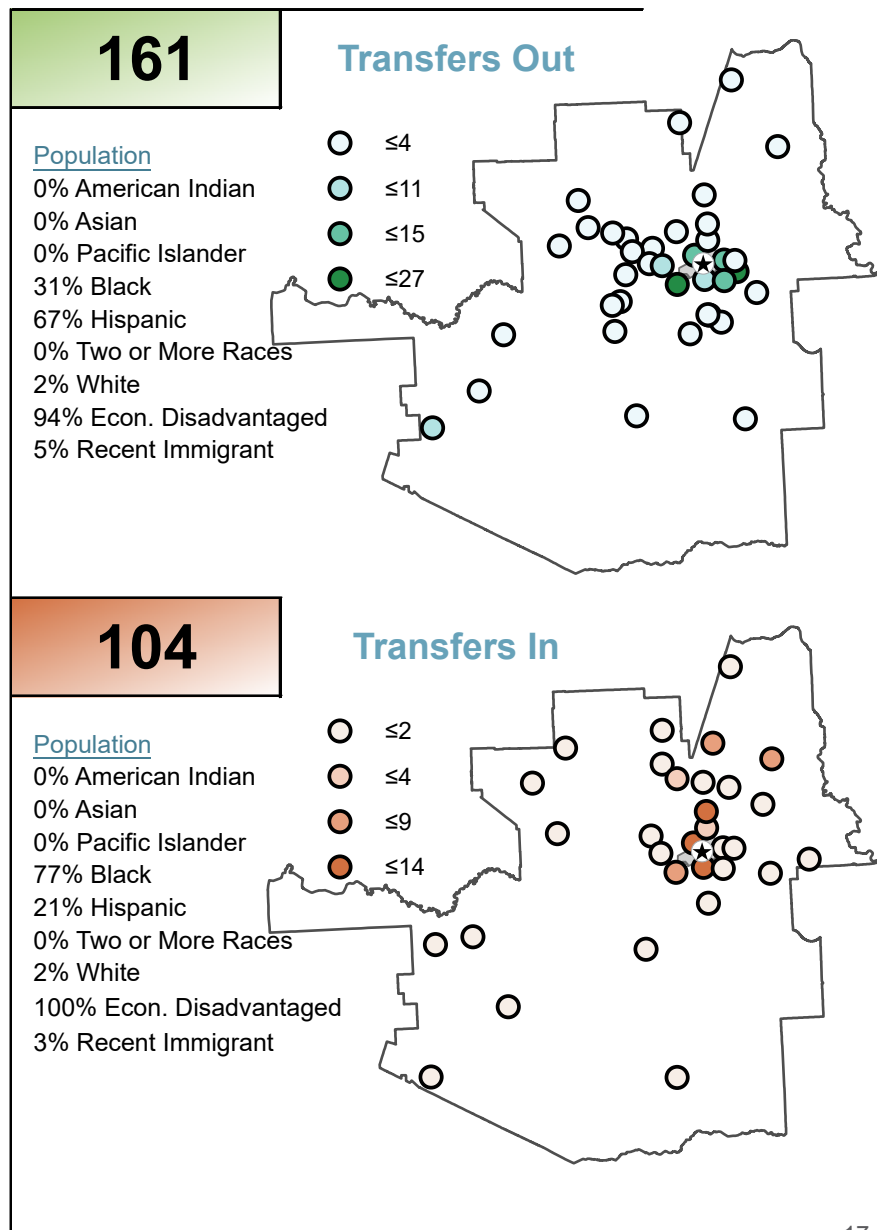 161
Transfers Out
Population
0% American Indian
0% Asian
0% Pacific Islander
31% Black
67% Hispanic
0% Two or More Races
2% White
94% Econ. Disadvantaged
5% Recent Immigrant
≤4
≤11
≤15
≤27
104
Transfers In
Population
0% American Indian
0% Asian
0% Pacific Islander
77% Black
21% Hispanic
0% Two or More Races
2% White
100% Econ. Disadvantaged
3% Recent Immigrant
≤2
≤4
≤9
≤14